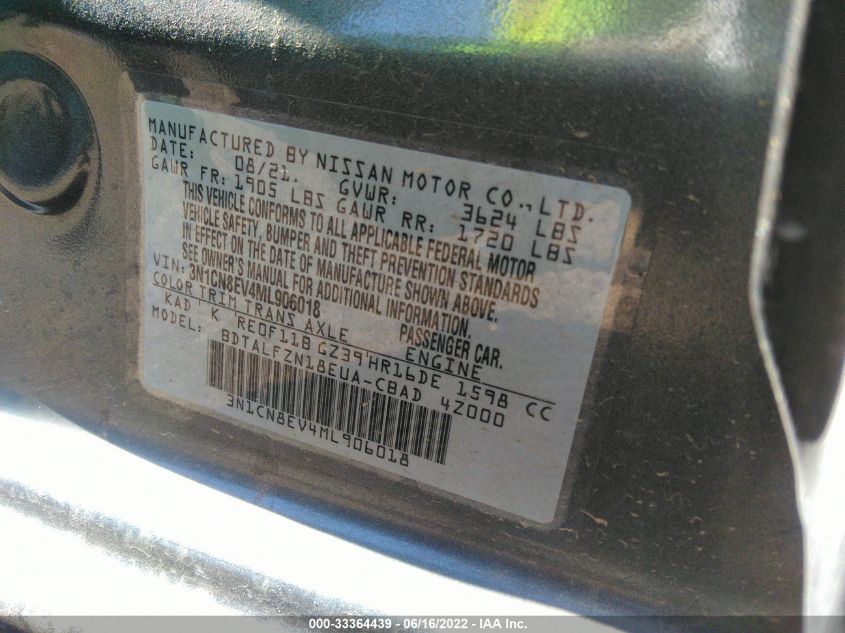 MANUFACTURED BY NISSAN MOTOR CO.,LTD.
DATE: 08/21. GVWR: 3624 LBS
GAWR FR: 1905 LBS GAWR RR: 1720 LBS
THIS VEHICLE CONFORMS TO ALL APPLICABLE FEDERAL MOTOR
VEHICLE SAFETY, BUMPER AND THEFT PREVENTION STANDARDS
IN EFFECT ON THE DATE OF MANUFACTURE SHOWN ABOVE.
SEE OWNER'S MANUAL FOR ADDITIONAL INFORMATION.
VIN: 3N1CN8EV4ML906018 PASSENGER CAR.
COLOR TRIM TRANS AXLE ENGINE
KAD K RE0F11B GZ39 HR16DE 1598 CC
MODEL: BDTALFZN18EUA-CBAD 4Z000
3N1CN8EV4ML906018
000-33364439 - 06/16/2022 - IAA Inc.